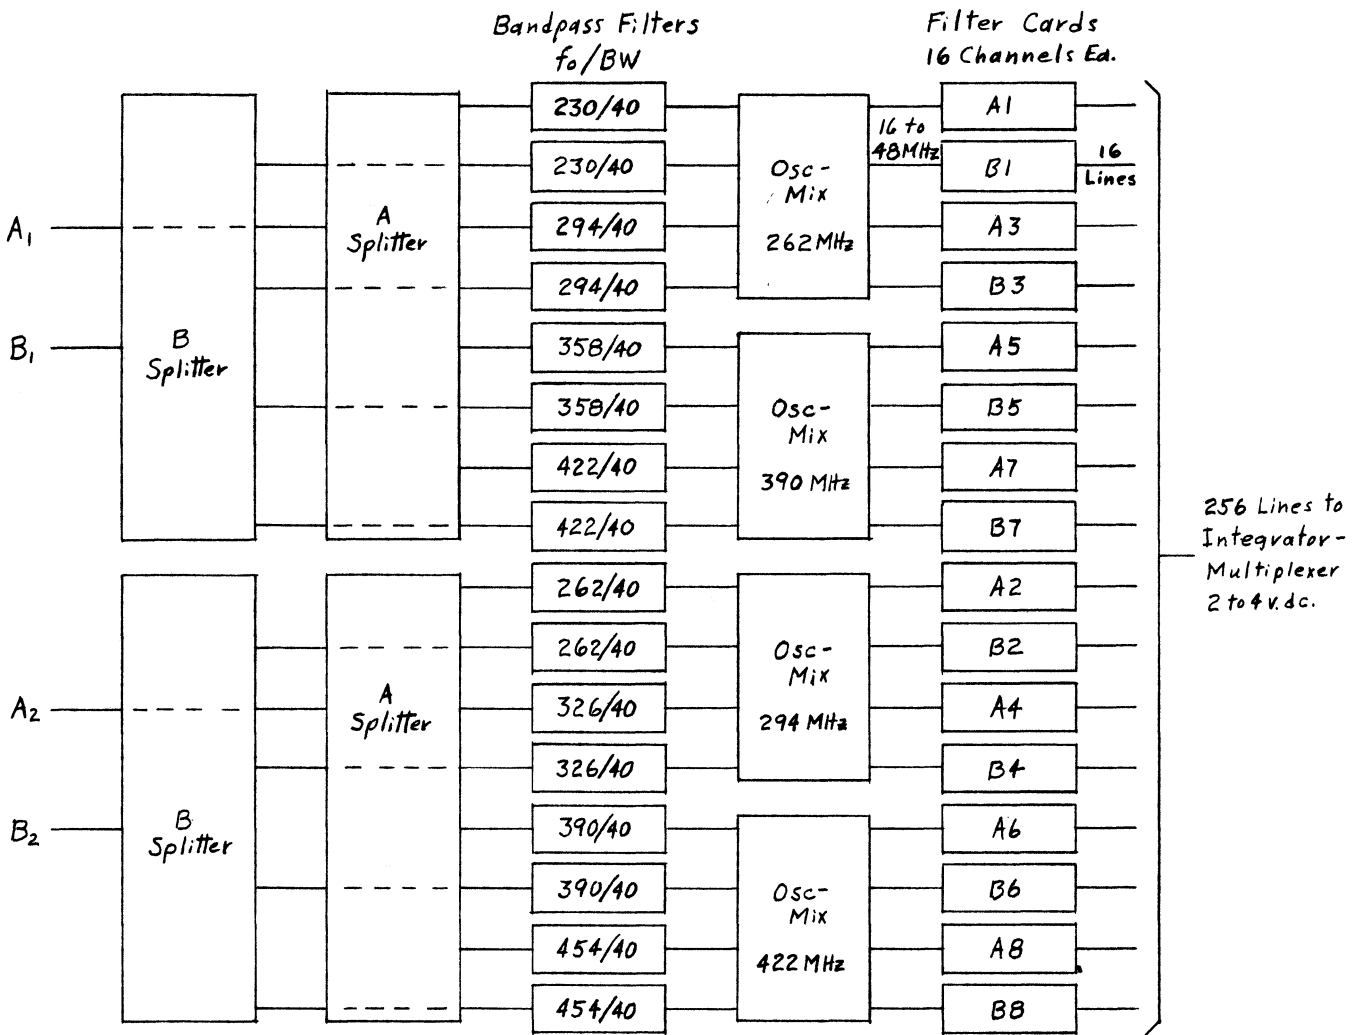 Bandpass Filters
fo/BW
Filter Cards
16 Channels Ea.
230/40
A1
16 to
48MHz
230/40
Osc-
Mix
262 MHz
B1
16
Lines
A1
A
Splitter
294/40
A3
294/40
B3
B1
B
Splitter
358/40
A5
358/40
Osc-
Mix
390 MHz
B5
422/40
A7
422/40
B7
256 Lines to
Integrator-
Multiplexer
2 to 4 v. dc.
262/40
A2
262/40
Osc-
Mix
294 MHz
B2
A2
A
Splitter
326/40
A4
326/40
B4
B2
B
Splitter
390/40
A6
390/40
Osc-
Mix
422 MHz
B6
454/40
A8
454/40
B8